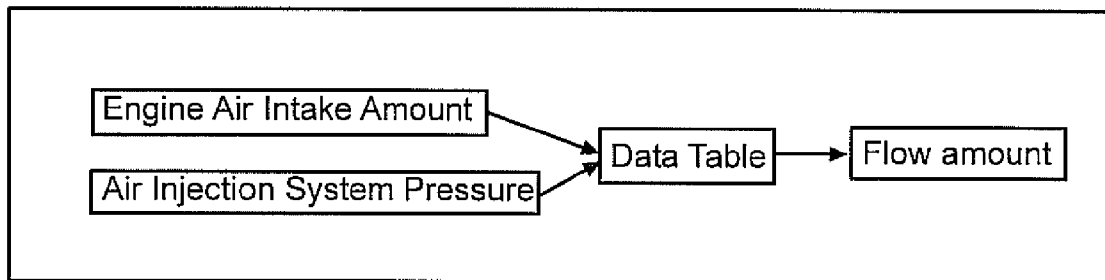 Engine Air Intake Amount
Air Injection System Pressure
Data Table
Flow amount